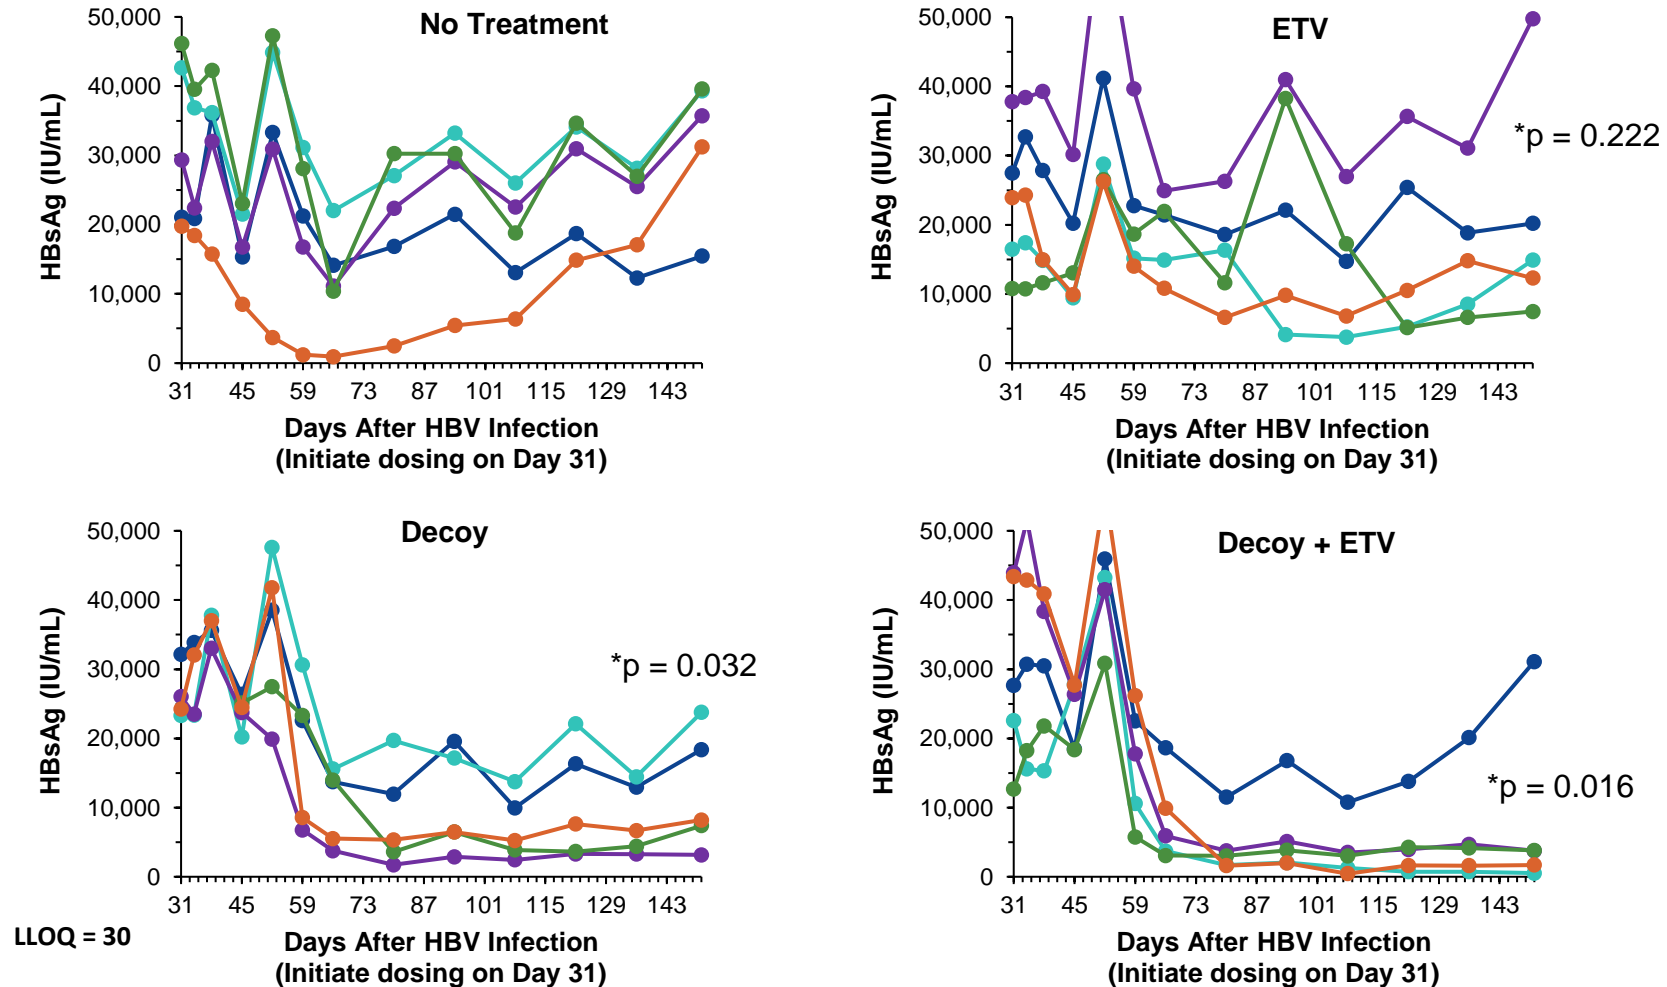 No Treatment
HBsAg (IU/mL)
50,000
40,000
30,000
20,000
10,000
0
31 45 59 73 87 101 115 129 143
Days After HBV Infection
(Initiate dosing on Day 31)
ETV
HBsAg (IU/mL)
50,000
40,000
30,000
20,000
10,000
0
*p = 0.222
31 45 59 73 87 101 115 129 143
Days After HBV Infection
(Initiate dosing on Day 31)
Decoy
HBsAg (IU/mL)
50,000
40,000
30,000
20,000
10,000
0
*p = 0.032
31 45 59 73 87 101 115 129 143
LLOQ = 30
Days After HBV Infection
(Initiate dosing on Day 31)
Decoy + ETV
HBsAg (IU/mL)
50,000
40,000
30,000
20,000
10,000
0
*p = 0.016
31 45 59 73 87 101 115 129 143
Days After HBV Infection
(Initiate dosing on Day 31)